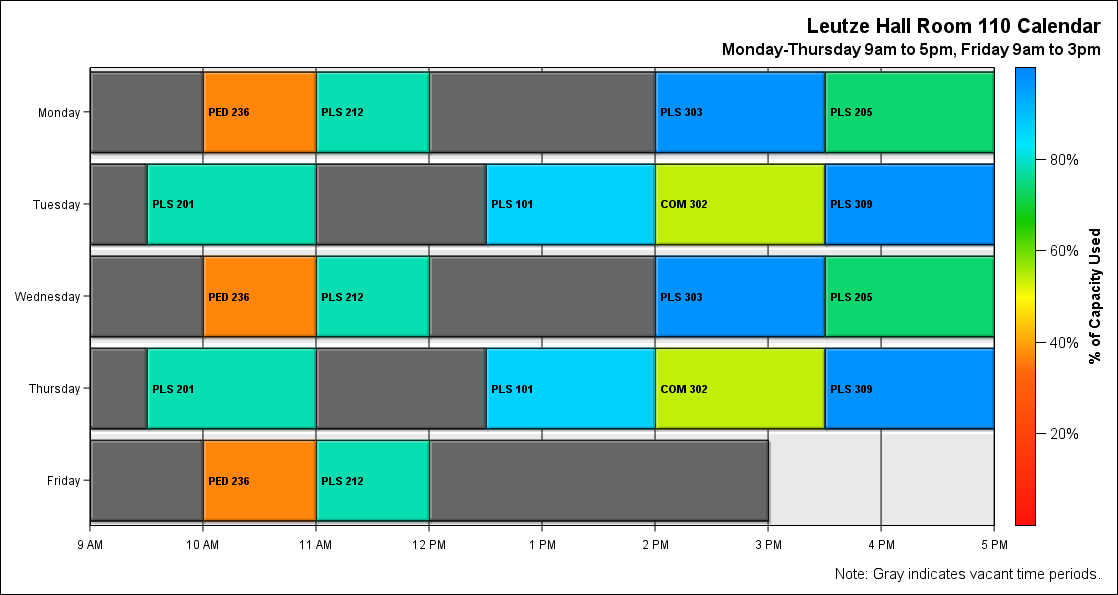 Leutze Hall Room 110 Calendar
Monday-Thursday 9am to 5pm, Friday 9am to 3pm
Monday
PED 236
PLS 212
PLS 303
PLS 205
Tuesday
PLS 201
PLS 101
COM 302
PLS 309
Wednesday
PED 236
PLS 212
PLS 303
PLS 205
Thursday
PLS 201
PLS 101
COM 302
PLS 309
Friday
PED 236
PLS 212
9 AM
10 AM
11 AM
12 PM
1 PM
2 PM
3 PM
4 PM
5 PM
80%
60%
40%
20%
% of Capacity Used
Note: Gray indicates vacant time periods.